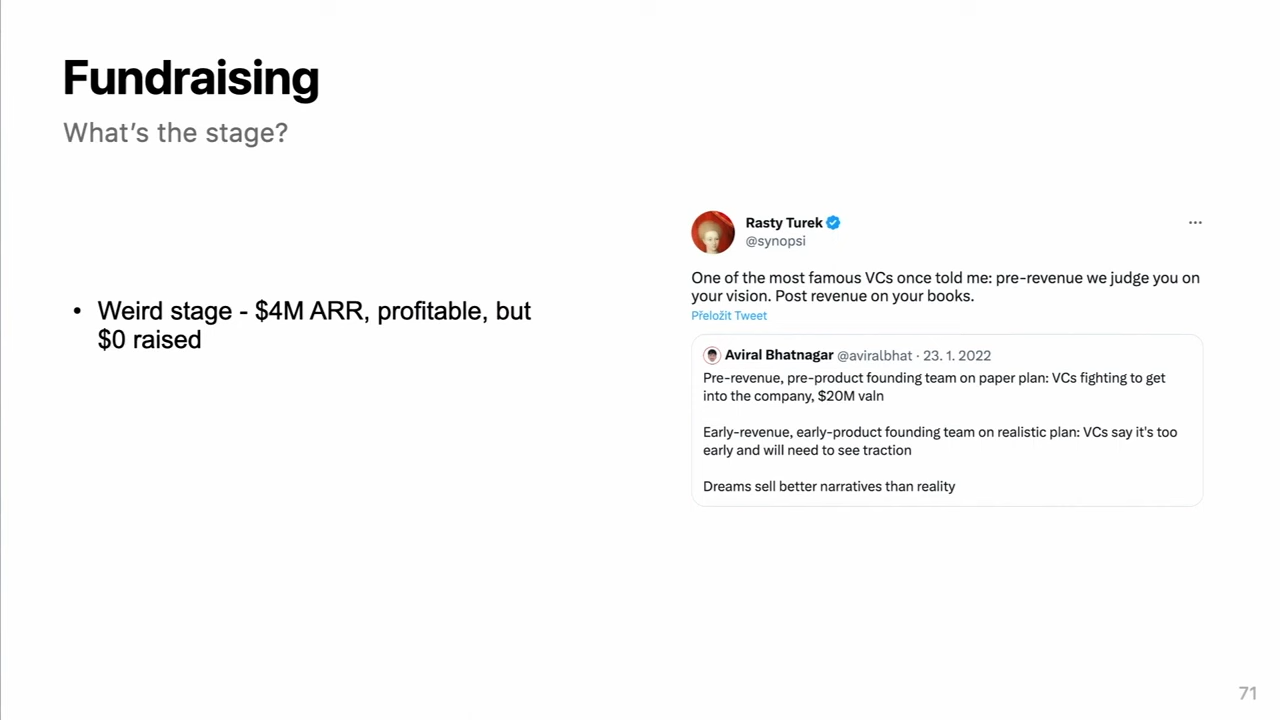 Fundraising
What's the stage?
• Weird stage - $4M ARR, profitable, but
$0 raised
Rasty Turek
@synopsi
One of the most famous VCs once told me: pre-revenue we judge you on
your vision. Post revenue on your books.
Přeložit Tweet
Aviral Bhatnagar @aviralbhat · 23. 1. 2022
Pre-revenue, pre-product founding team on paper plan: VCs fighting to get
into the company, $20M valn
Early-revenue, early-product founding team on realistic plan: VCs say it's too
early and will need to see traction
Dreams sell better narratives than reality
71